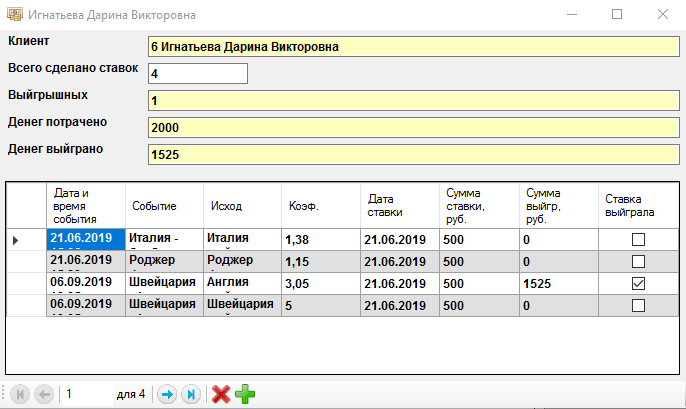 Игнатьева Дарина Викторовна
Клиент
6 Игнатьева Дарина Викторовна
Всего сделано ставок
4
Выйгрышных
1
Денег потрачено
2000
Денег выйграно
1525
Дата и время события Событие Исход Коэф. Дата ставки Сумма ставки, руб. Сумма выйгр, руб. Ставка выйграла
21.06.2019 Италия - Италия 1,38 21.06.2019 500 0
21.06.2019 Роджер Роджер 1,15 21.06.2019 500 0
06.09.2019 Швейцария Англия 3,05 21.06.2019 500 1525
06.09.2019 Швейцария Швейцария 5 21.06.2019 500 0
1 для 4